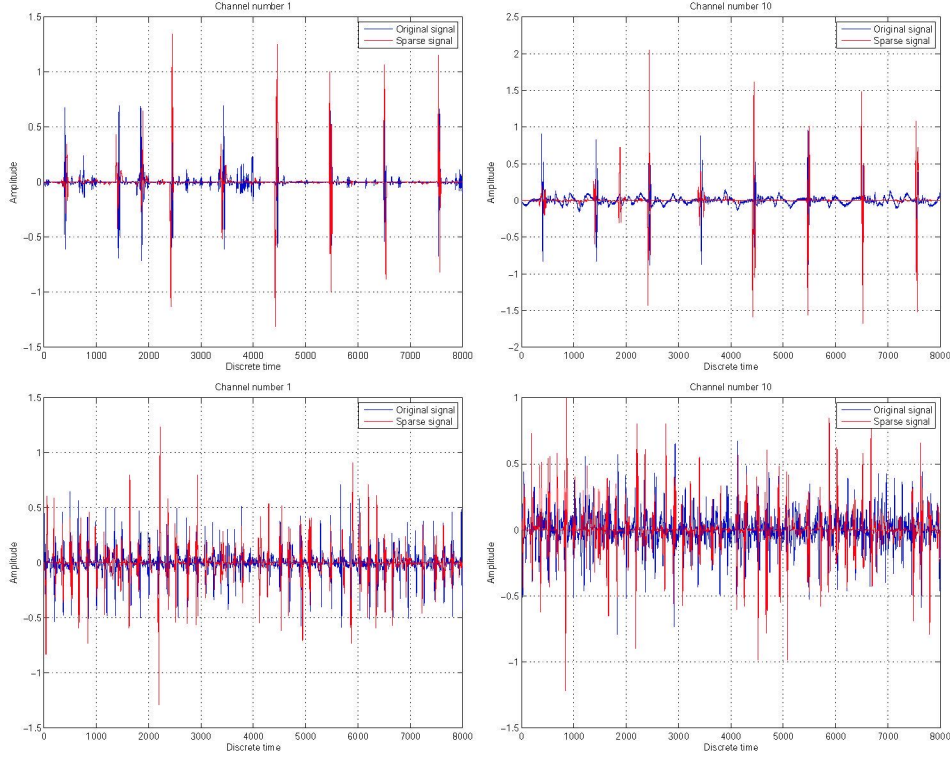 Channel number 1
1.5
1
0.5
0
−0.5
−1
−1.5
Amplitude
Original signal
Sparse signal
0 1000 2000 3000 4000 5000 6000 7000 8000
Discrete time
Channel number 10
2.5
2
1.5
1
0.5
0
−0.5
−1
−1.5
−2
Amplitude
Original signal
Sparse signal
0 1000 2000 3000 4000 5000 6000 7000 8000
Discrete time
Channel number 1
1.5
1
0.5
0
−0.5
−1
−1.5
Amplitude
Original signal
Sparse signal
0 1000 2000 3000 4000 5000 6000 7000 8000
Discrete time
Channel number 10
1
0.5
0
−0.5
−1
−1.5
Amplitude
Original signal
Sparse signal
0 1000 2000 3000 4000 5000 6000 7000 8000
Discrete time